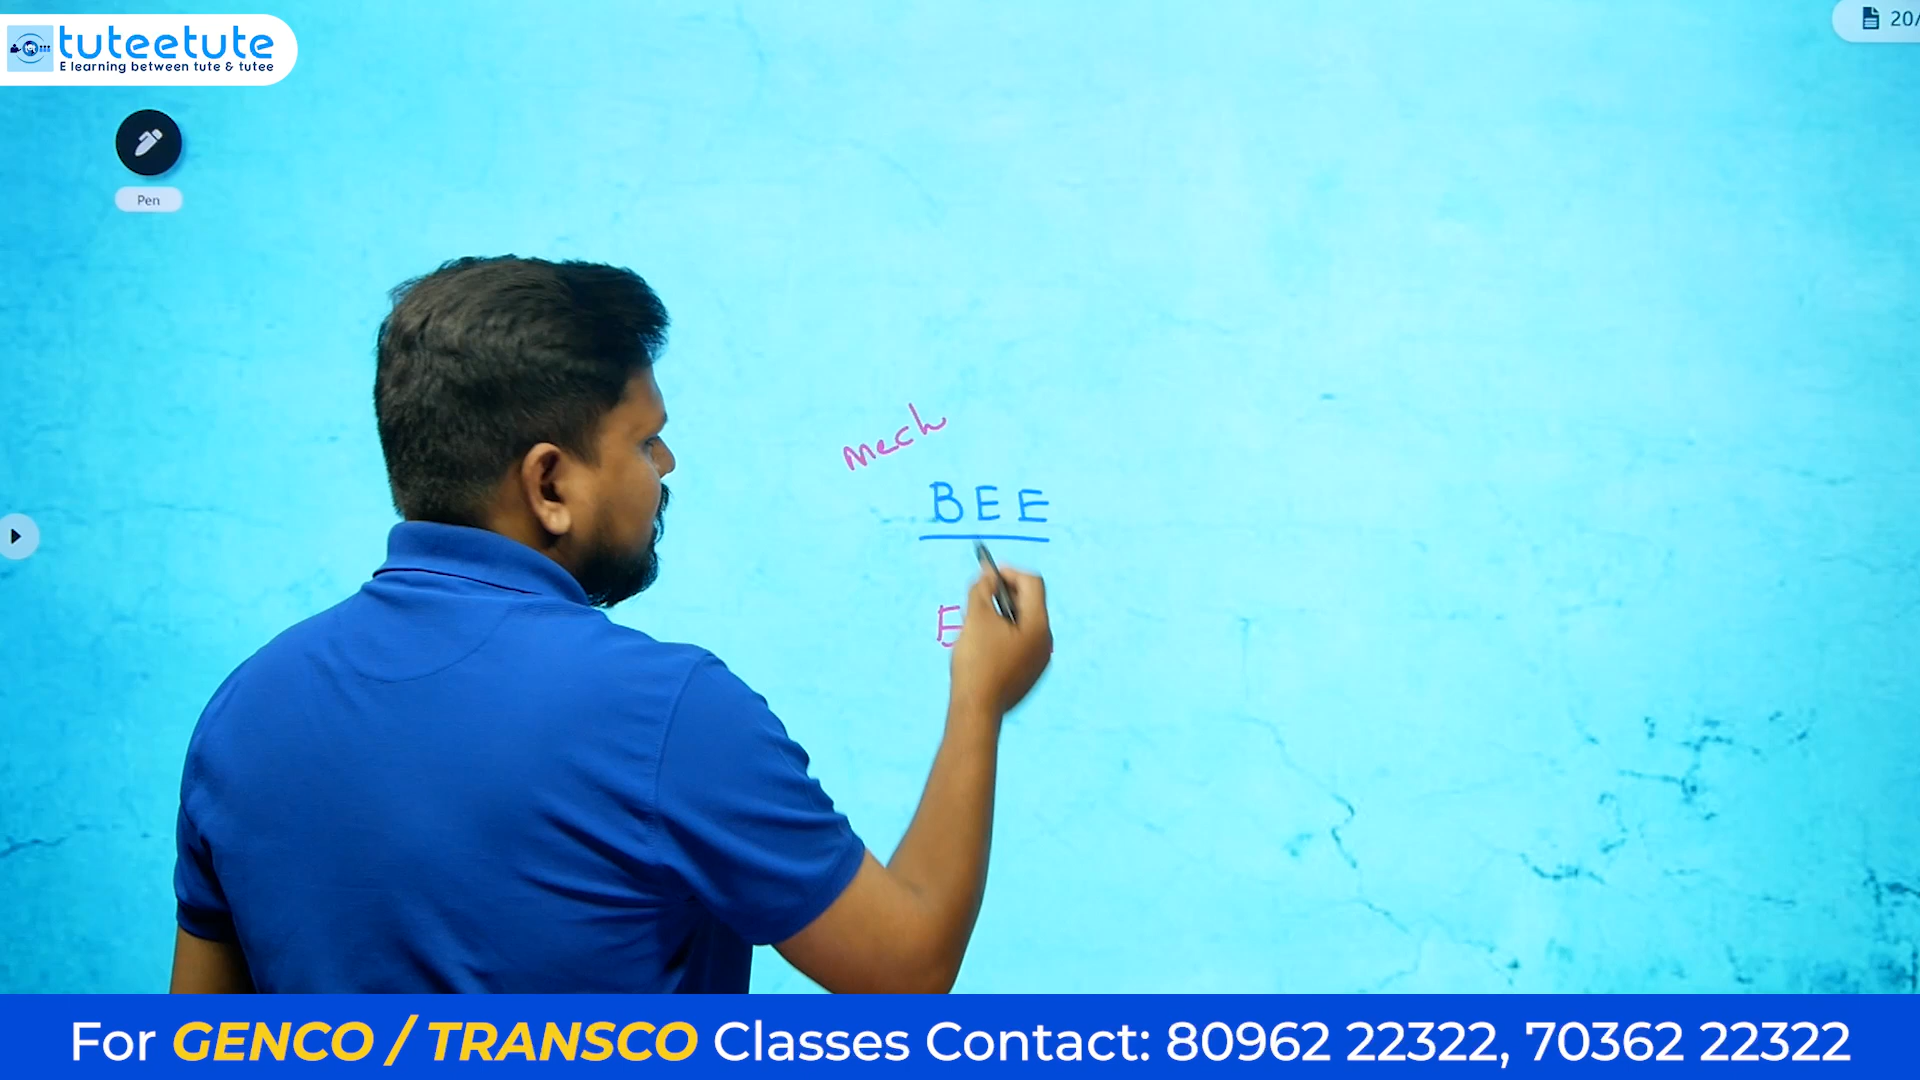 tuteetute
E learning between tute & tutee
20/
Pen
Mech
BEE
E
For GENCO / TRANSCO Classes Contact: 80962 22322, 70362 22322